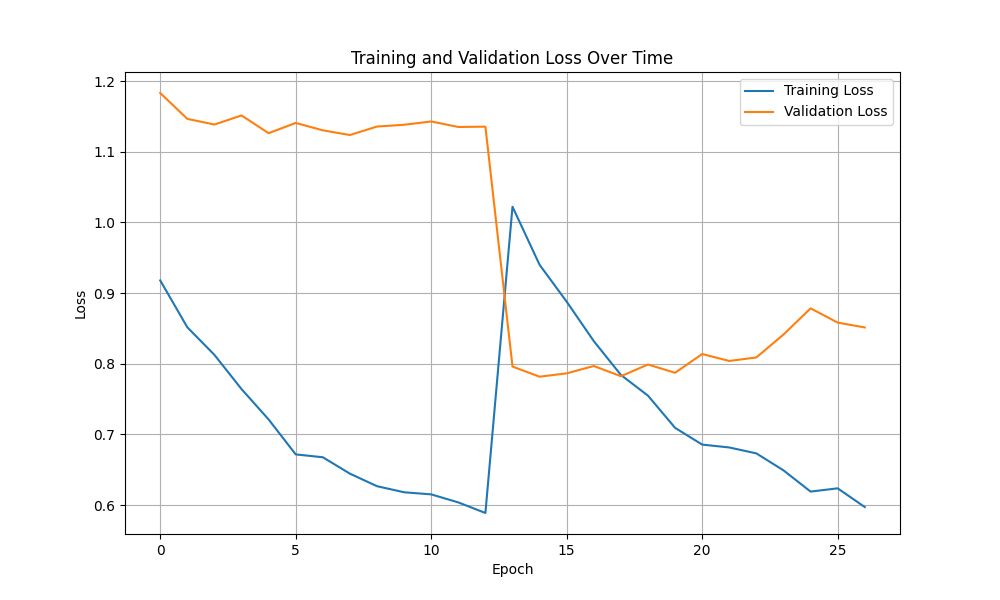 Training and Validation Loss Over Time
Training Loss
Validation Loss
1.2
1.1
1.0
0.9
0.8
0.7
0.6
Loss
0
5
10
15
20
25
Epoch